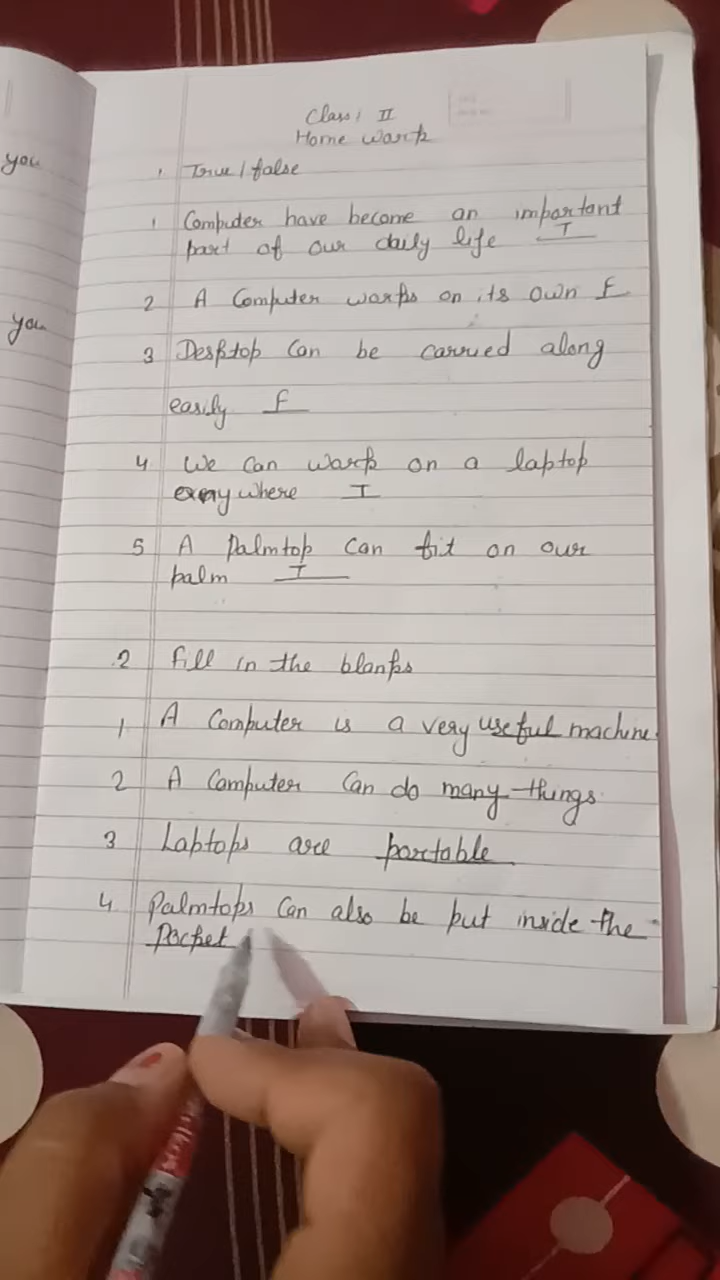 you
you
Class: II
Home Work
1 True / false
1 Computer have become an important
part of our daily life T
2 A Computer works on its own F
3 Desktop Can be carried along
easily F
4 We Can work on a laptop
everywhere T
5 A Palmtop Can fit on our
palm T
2 fill in the blanks
1 A Computer is a very useful machine.
2 A Computer Can do many things
3 Laptops are portable
4 Palmtops Can also be put inside the
Pocket